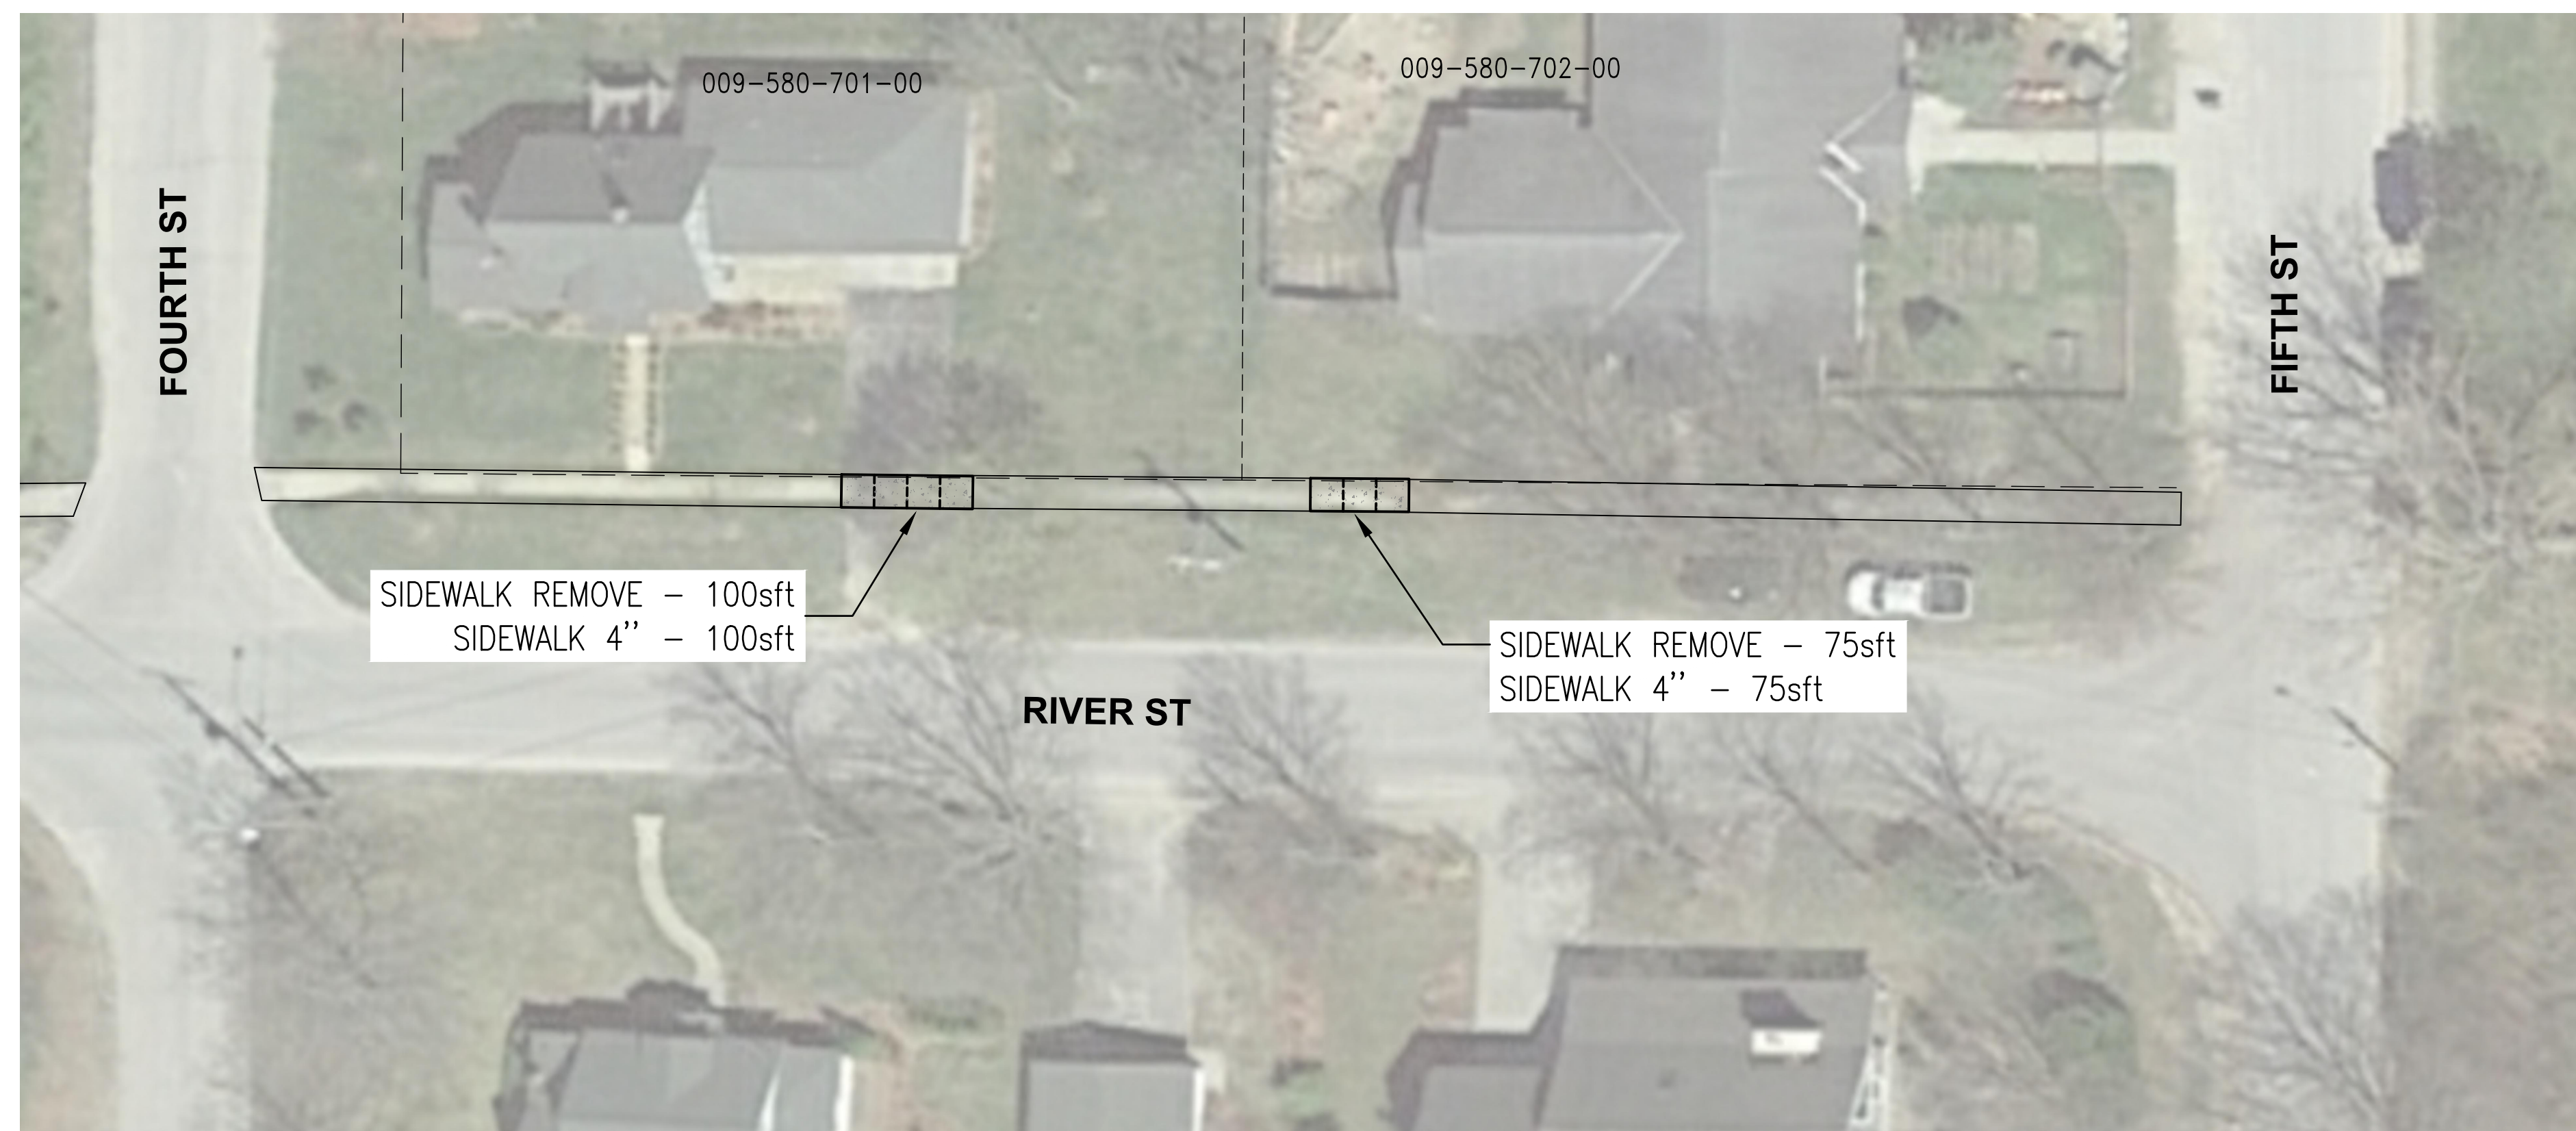 009-580-701-00
009-580-702-00
FOURTH ST
FIFTH ST
SIDEWALK REMOVE - 100sft
SIDEWALK 4'' - 100sft
SIDEWALK REMOVE - 75sft
SIDEWALK 4'' - 75sft
RIVER ST